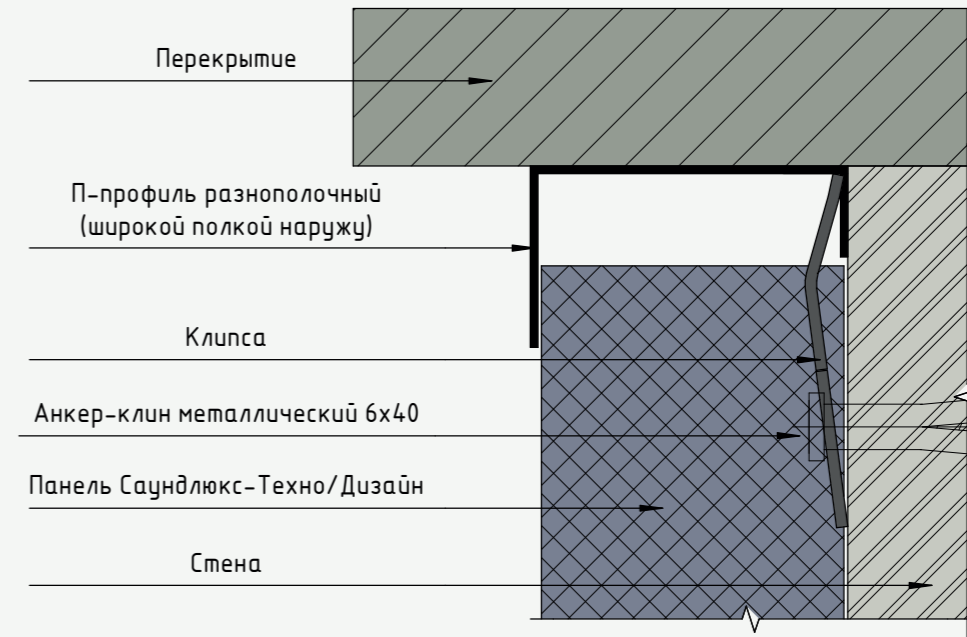 Перекрытие
П-профиль разнополочный
(широкой полкой наружу)
Клипса
Анкер-клин металлический 6х40
Панель Саундлюкс-Техно/Дизайн
Стена